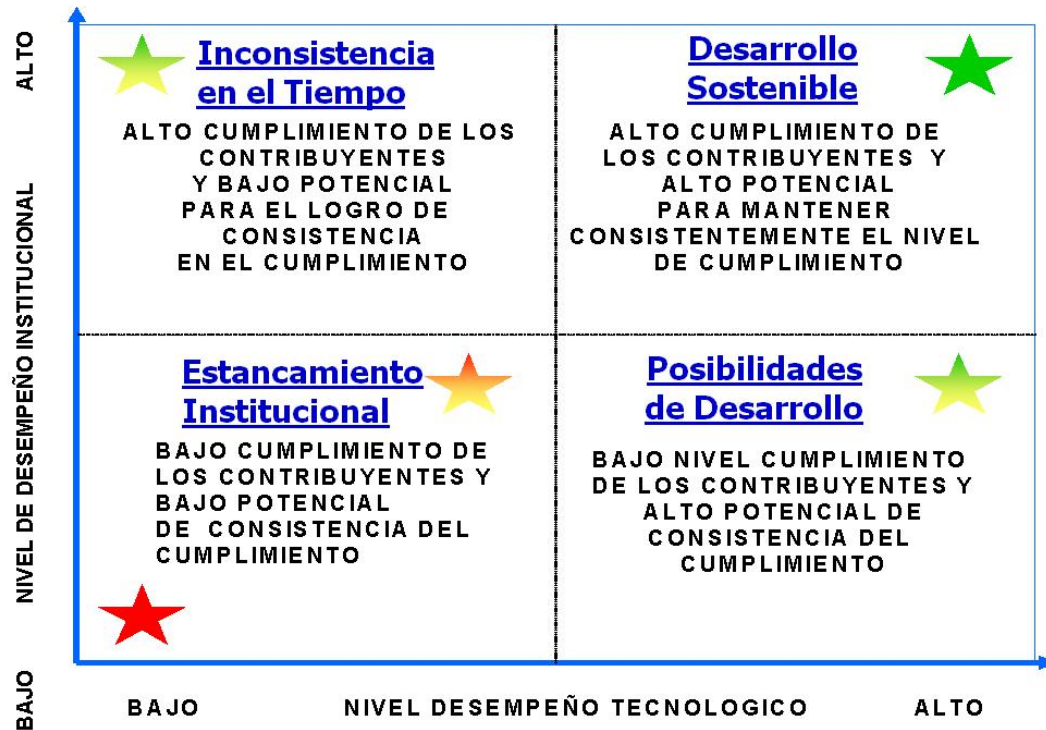 ALTO
NIVEL DE DESEMPEÑO INSTITUCIONAL
BAJO
Inconsistencia
en el Tiempo
ALTO CUMPLIMIENTO DE LOS
CONTRIBUYENTES
Y BAJO POTENCIAL
PARA EL LOGRO DE
CONSISTENCIA
EN EL CUMPLIMIENTO
Desarrollo
Sostenible
ALTO CUMPLIMIENTO DE
LOS CONTRIBUYENTES Y
ALTO POTENCIAL
PARA MANTENER
CONSISTENTEMENTE EL NIVEL
DE CUMPLIMIENTO
Estancamiento
Institucional
BAJO CUMPLIMIENTO DE
LOS CONTRIBUYENTES Y
BAJO POTENCIAL
DE CONSISTENCIA DEL
CUMPLIMIENTO
Posibilidades
de Desarrollo
BAJO NIVEL CUMPLIMIENTO
DE LOS CONTRIBUYENTES Y
ALTO POTENCIAL DE
CONSISTENCIA DEL
CUMPLIMIENTO
BAJO NIVEL DESEMPEÑO TECNOLOGICO ALTO